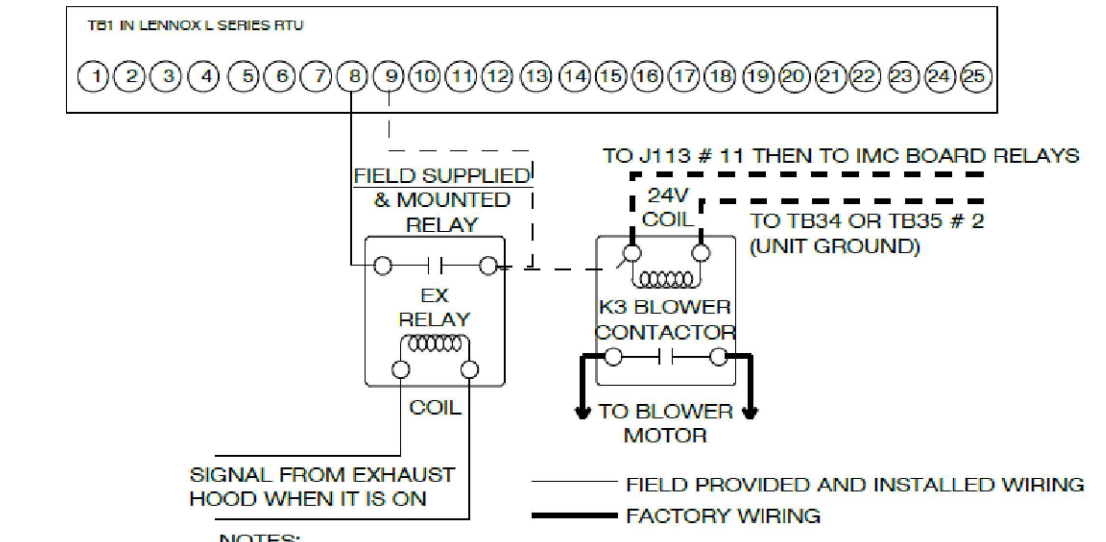 TB1 IN LENNOX L SERIES RTU
1 2 3 4 5 6 7 8 9 10 11 12 13 14 15 16 17 18 19 20 21 22 23 24 25
TO J113 # 11 THEN TO IMC BOARD RELAYS
FIELD SUPPLIED
& MOUNTED
RELAY
24V
COIL
TO TB34 OR TB35 # 2
(UNIT GROUND)
EX
RELAY
K3 BLOWER
CONTACTOR
COIL
TO BLOWER
MOTOR
SIGNAL FROM EXHAUST
HOOD WHEN IT IS ON
FIELD PROVIDED AND INSTALLED WIRING
FACTORY WIRING
NOTES: